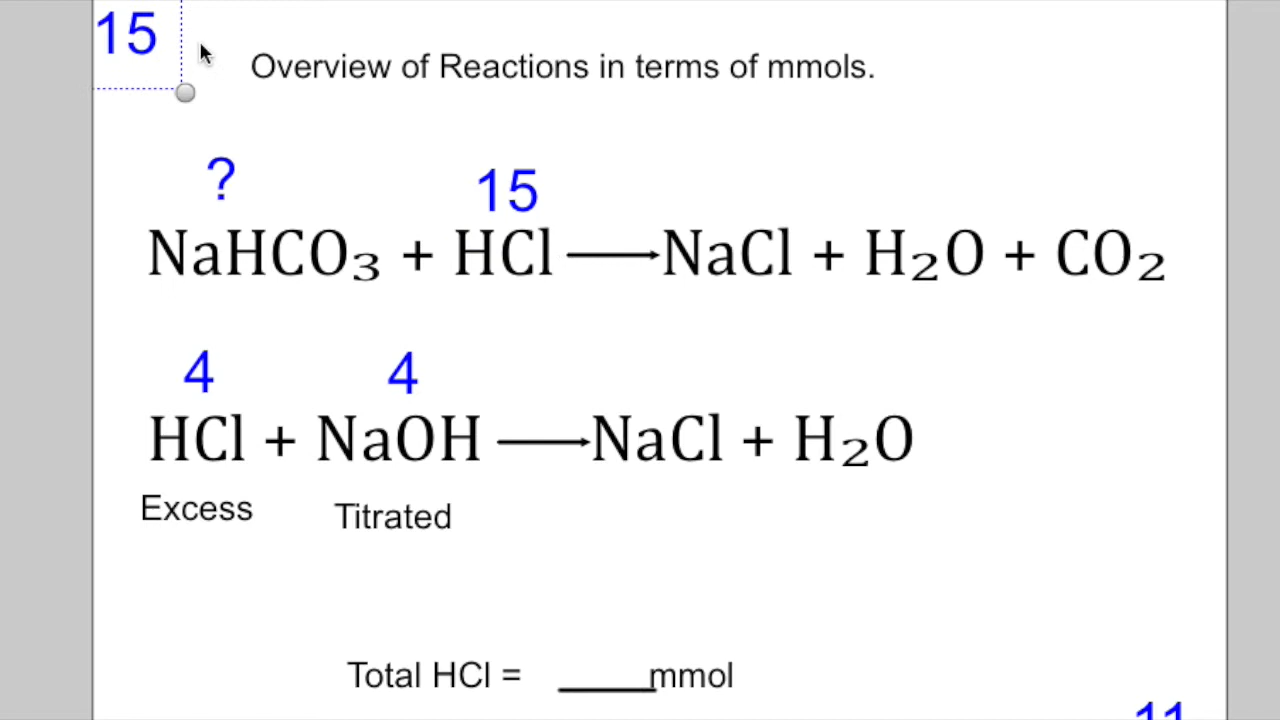 15
Overview of Reactions in terms of mmols.
? 15
NaHCO₃ + HCl ⟶ NaCl + H₂O + CO₂
4 4
HCl + NaOH ⟶ NaCl + H₂O
Excess Titrated
Total HCl = _____mmol
11